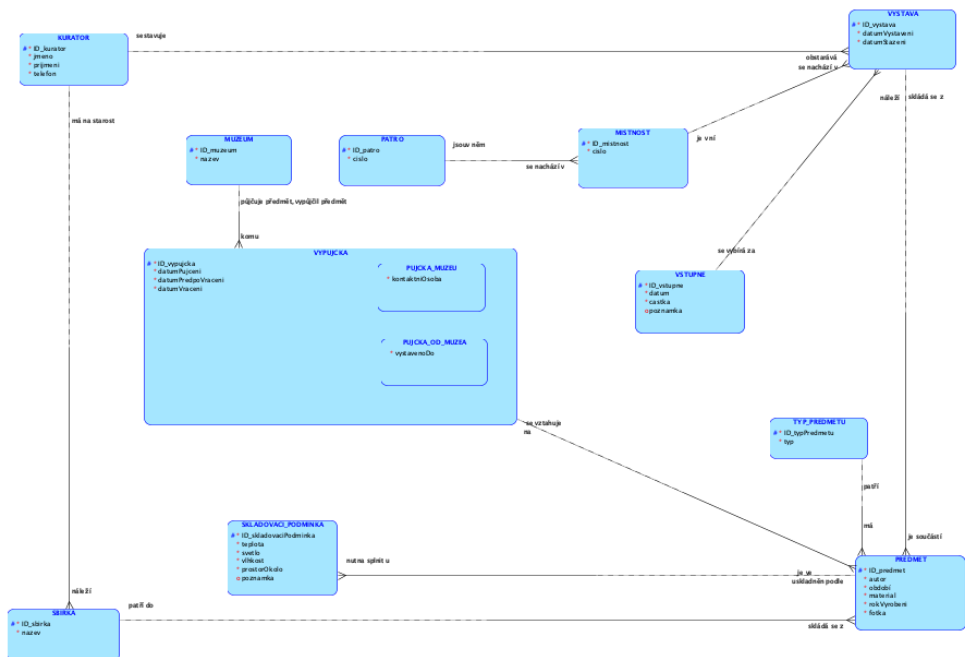 VYSTAVA
# * ID_vystava
* datumVystaveni
* datumStazeni
KURATOR
# * ID_kurator
* jmeno
* prijmeni
* telefon
sestavuje
obstarává
se nachází v
náleží
skládá se z
má na starost
MUZEUM
# * ID_muzeum
* nazev
PATRO
# * ID_patro
* cislo
jsou v něm
se nachází v
MISTNOST
# * ID_mistnost
* cislo
je v ní
půjčuje předmět, vypůjčil předmět
komu
VYPUJCKA
# * ID_vypujcka
* datumPujceni
* datumPredpoVraceni
* datumVraceni
PUJCKA_MUZEU
* kontaktniOsoba
PUJCKA_OD_MUZEA
* vystavenoDo
se vybírá za
VSTUPNE
# * ID_vstupne
* datum
* castka
o poznamka
se vztahuje
na
TYP_PREDMETU
# * ID_typPredmetu
* typ
patří
má
je součástí
SKLADOVACI_PODMINKA
# * ID_skladovaciPodminka
* teplota
* svetlo
* vlhkost
* prostorOkolo
o poznamka
nutna splnit u
je ve
uskladněn podle
PREDMET
# * ID_predmet
* autor
* období
* material
* rokVyrobeni
* fotka
náleží
patří do
skládá se z
SBIRKA
# * ID_sbirka
* nazev